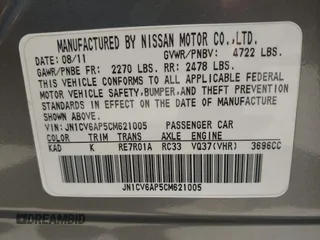 MANUFACTURED BY NISSAN MOTOR CO.,LTD.
DATE: 08/11 GVWR/PNBV: 4722 LBS.
GAWR/PNBE FR: 2270 LBS. RR: 2478 LBS.
THIS VEHICLE CONFORMS TO ALL APPLICABLE FEDERAL
MOTOR VEHICLE SAFETY,BUMPER,AND THEFT PREVENTION
STANDARDS IN EFFECT ON THE DATE OF MANUFACTURE
SHOWN ABOVE.
V.I.N.: JN1CV6AP5CM621005 PASSENGER CAR
COLOR TRIM TRANS AXLE ENGINE
KAD K RE7R01A RC33 VQ37(VHR) 3696CC
JN1CV6AP5CM621005
DREAMBID